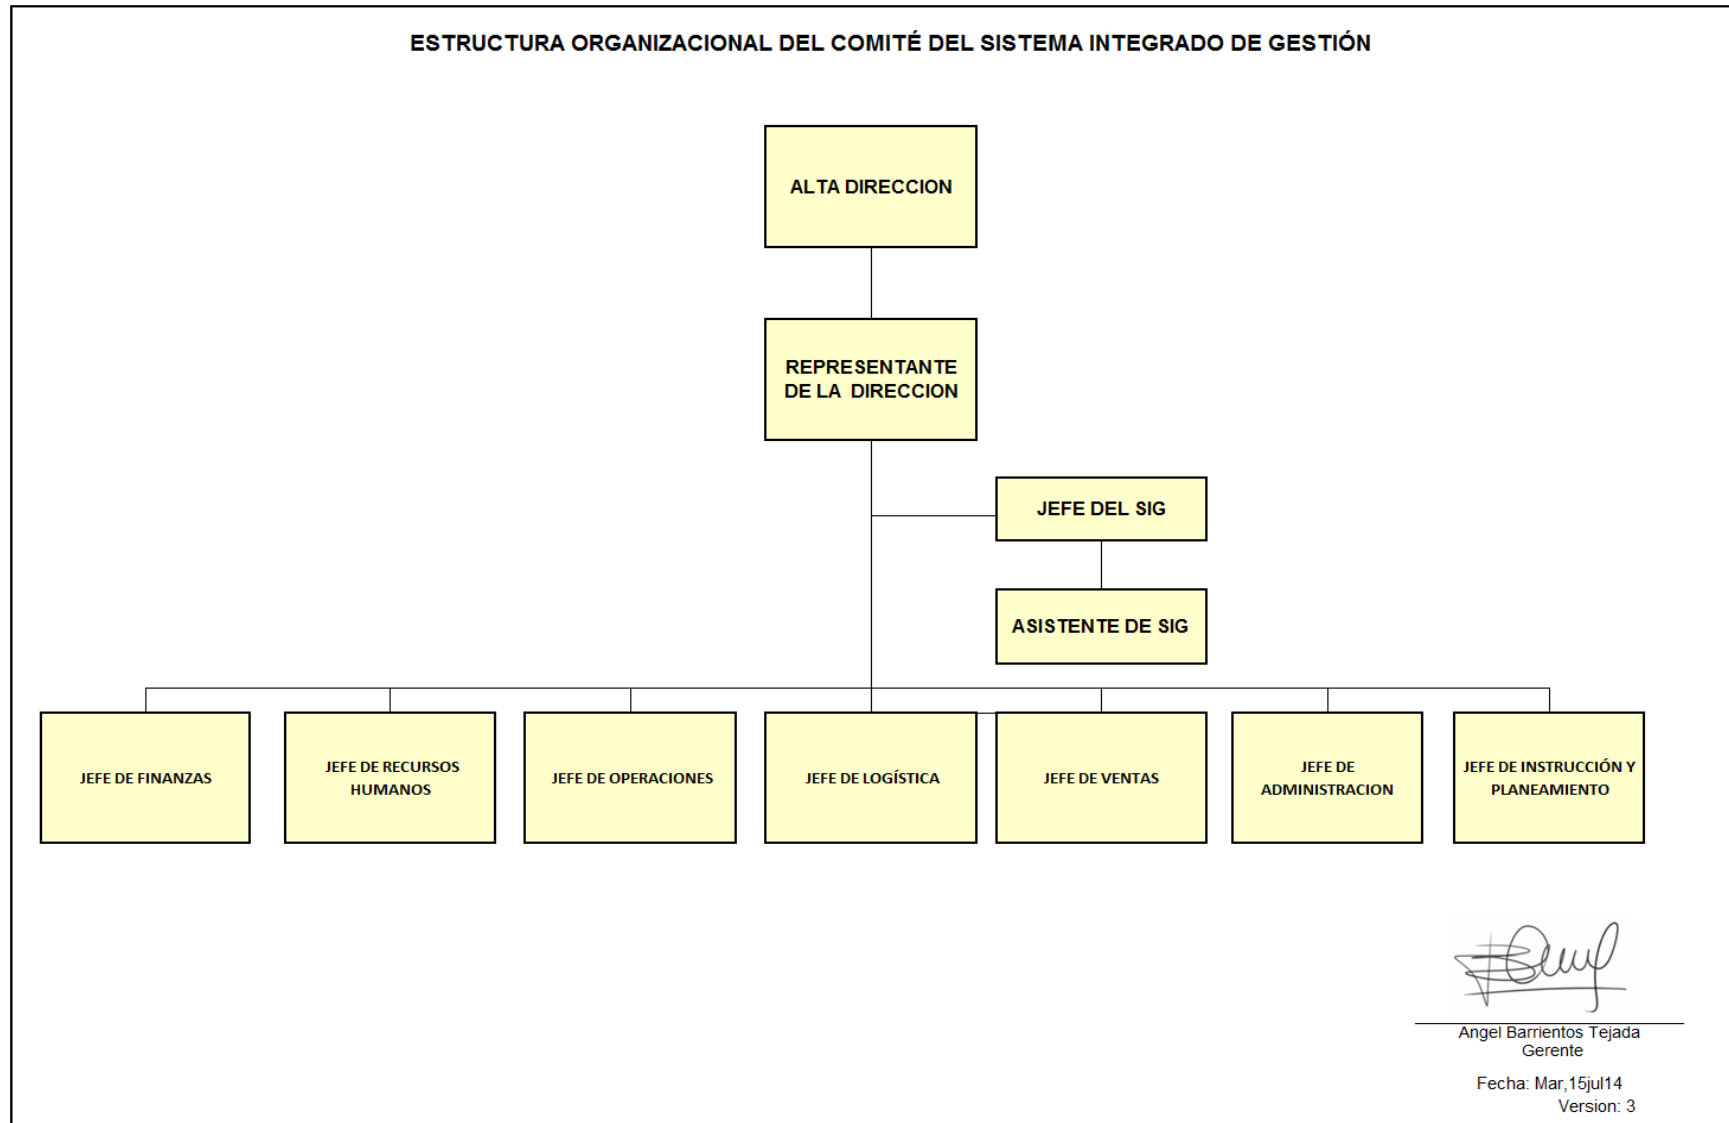 ESTRUCTURA ORGANIZACIONAL DEL COMITÉ DEL SISTEMA INTEGRADO DE GESTIÓN
ALTA DIRECCION
REPRESENTANTE
DE LA DIRECCION
JEFE DEL SIG
ASISTENTE DE SIG
JEFE DE FINANZAS
JEFE DE RECURSOS
HUMANOS
JEFE DE OPERACIONES
JEFE DE LOGÍSTICA
JEFE DE VENTAS
JEFE DE
ADMINISTRACION
JEFE DE INSTRUCCIÓN Y
PLANEAMIENTO
Angel Barrientos Tejada
Gerente
Fecha: Mar,15jul14
Version: 3